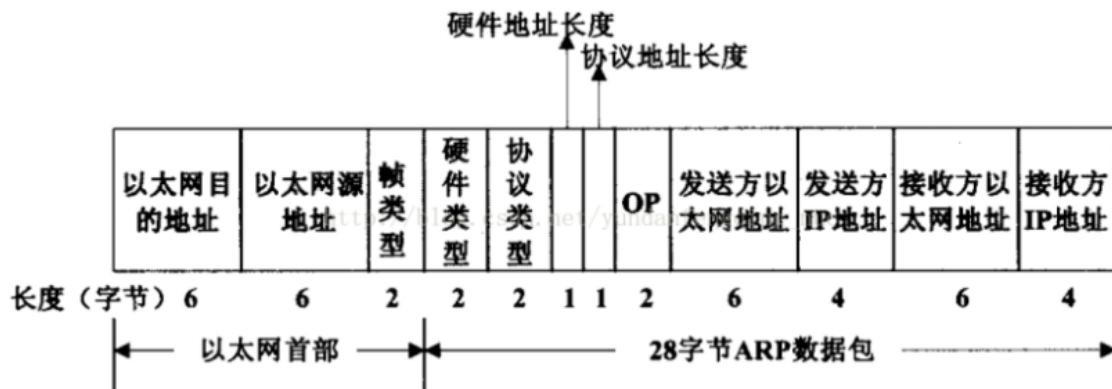 硬件地址长度
协议地址长度
以太网目的地址
以太网源地址
帧类型
硬件类型
协议类型
OP
发送方以太网地址
发送方IP地址
接收方以太网地址
接收方IP地址
长度（字节） 6 6 2 2 2 1 1 2 6 4 6 4
以太网首部
28字节ARP数据包